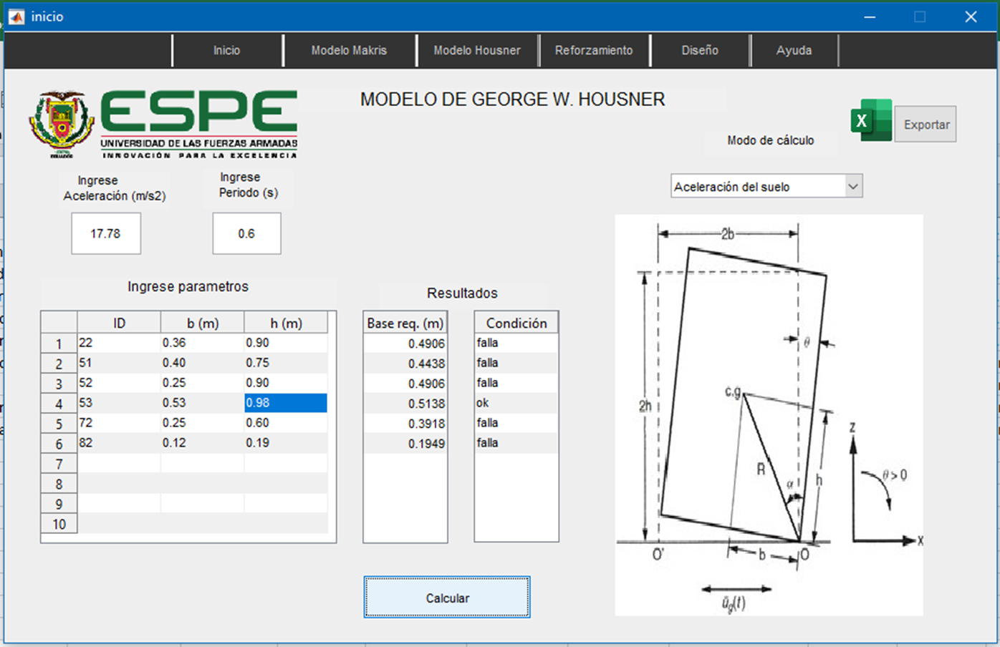 inicio
Inicio
Modelo Makris
Modelo Housner
Reforzamiento
Diseño
Ayuda
ESPE
UNIVERSIDAD DE LAS FUERZAS ARMADAS
INNOVACIÓN PARA LA EXCELENCIA
MODELO DE GEORGE W. HOUSNER
X
Exportar
Modo de cálculo
Aceleración del suelo
Ingrese
Aceleración (m/s2)
17.78
Ingrese
Periodo (s)
0.6
Ingrese parametros
ID b (m) h (m)
1 22 0.36 0.90
2 51 0.40 0.75
3 52 0.25 0.90
4 53 0.53 0.98
5 72 0.25 0.60
6 82 0.12 0.19
7
8
9
10
Resultados
Base req. (m) Condición
0.4906 falla
0.4438 falla
0.4906 falla
0.5138 ok
0.3918 falla
0.1949 falla
Calcular
2b
θ
c.g
2h
R
α
h
z
θ>0
x
O'
b
O
ü_g(t)